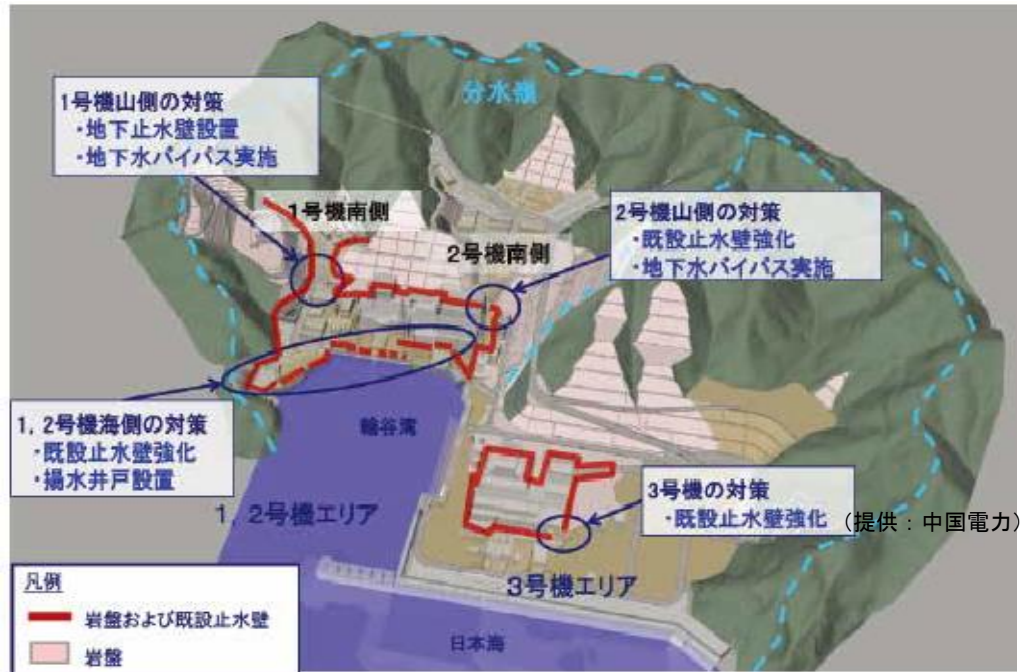 分水嶺
1号機山側の対策
・地下止水壁設置
・地下水バイパス実施
1号機南側
2号機南側
2号機山側の対策
・既設止水壁強化
・地下水バイパス実施
1, 2号機海側の対策
・既設止水壁強化
・揚水井戸設置
輪谷湾
1, 2号機エリア
3号機の対策
・既設止水壁強化
(提供:中国電力)
3号機エリア
日本海
凡例
岩盤および既設止水壁
岩盤